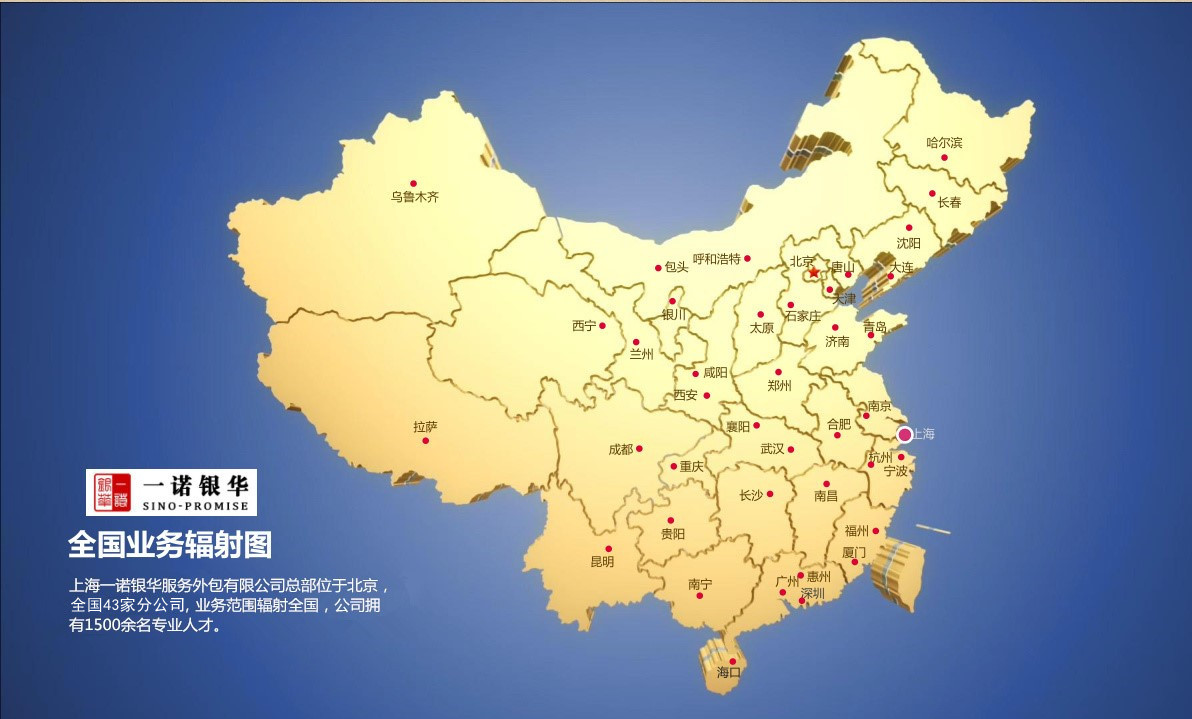 哈尔滨
乌鲁木齐
长春
沈阳
呼和浩特
北京
唐山
大连
包头
天津
银川
石家庄
西宁
太原
青岛
济南
兰州
咸阳
郑州
西安
南京
拉萨
襄阳
合肥
上海
成都
武汉
杭州
重庆
宁波
一诺银华
SINO-PROMISE
长沙
南昌
福州
贵阳
厦门
全国业务辐射图
昆明
南宁
广州
惠州
深圳
上海一诺银华服务外包有限公司总部位于北京，
全国43家分公司, 业务范围辐射全国，公司拥
有1500余名专业人才。
海口